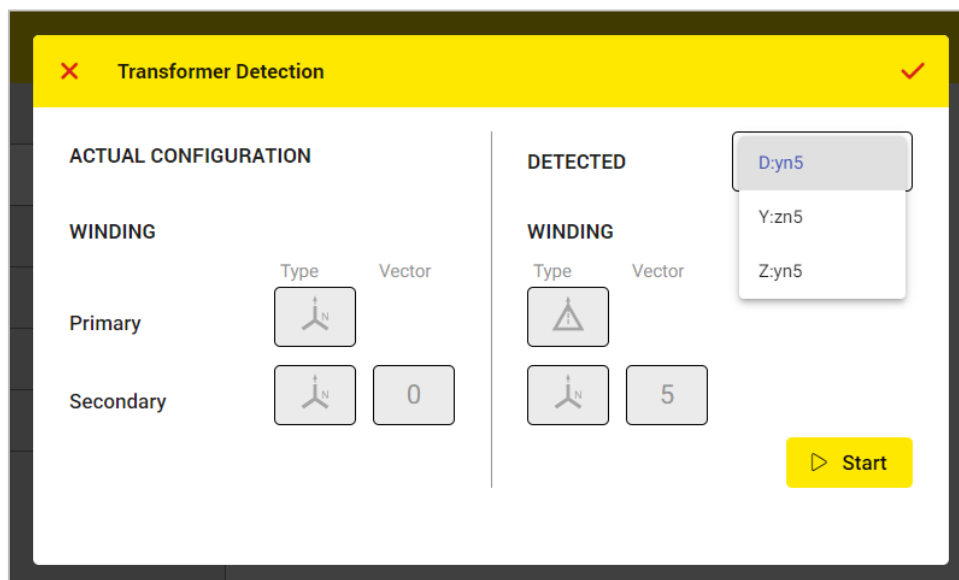 Transformer Detection
ACTUAL CONFIGURATION
WINDING
Type Vector
Primary
N
Secondary
N
0
DETECTED
D:yn5
Y:zn5
Z:yn5
WINDING
Type Vector
N
5
Start